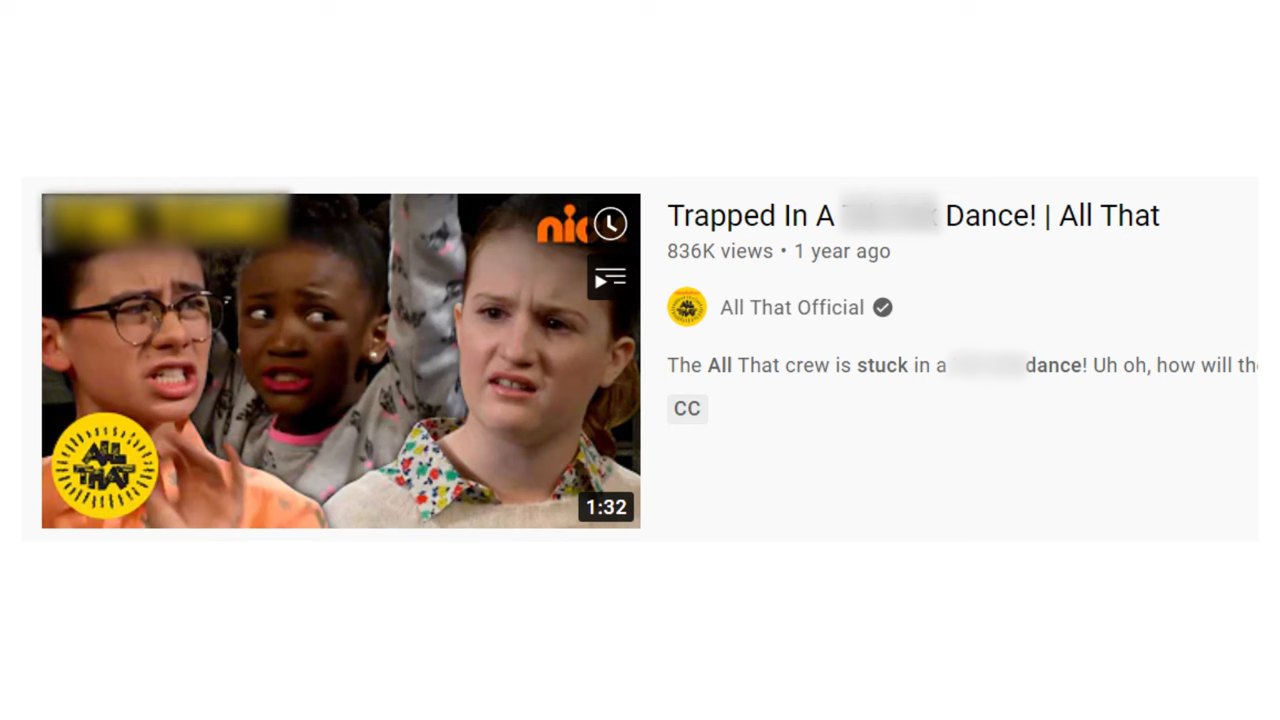 nic
ALL
THAT
1:32
Trapped In A Dance! | All That
836K views • 1 year ago
All That Official
The All That crew is stuck in a dance! Uh oh, how will th
CC